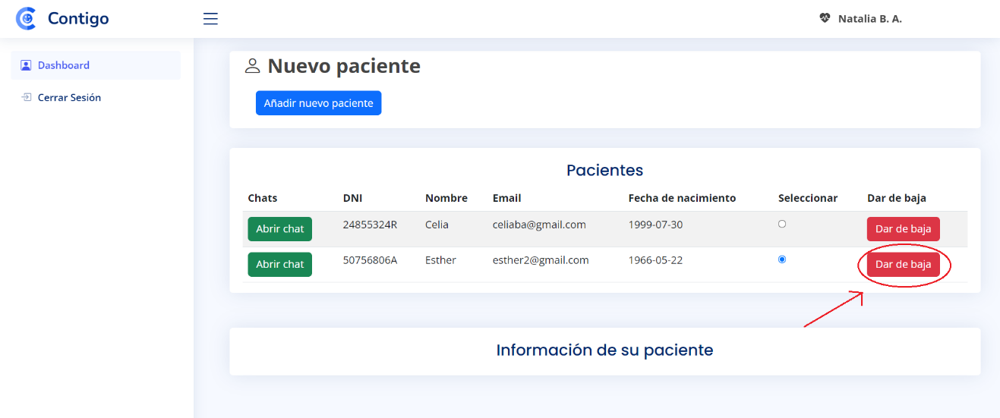 Contigo
Natalia B. A.
Dashboard
Cerrar Sesión
Nuevo paciente
Añadir nuevo paciente
Pacientes
Chats DNI Nombre Email Fecha de nacimiento Seleccionar Dar de baja
Abrir chat 24855324R Celia celiaba@gmail.com 1999-07-30 Dar de baja
Abrir chat 50756806A Esther esther2@gmail.com 1966-05-22 Dar de baja
Información de su paciente